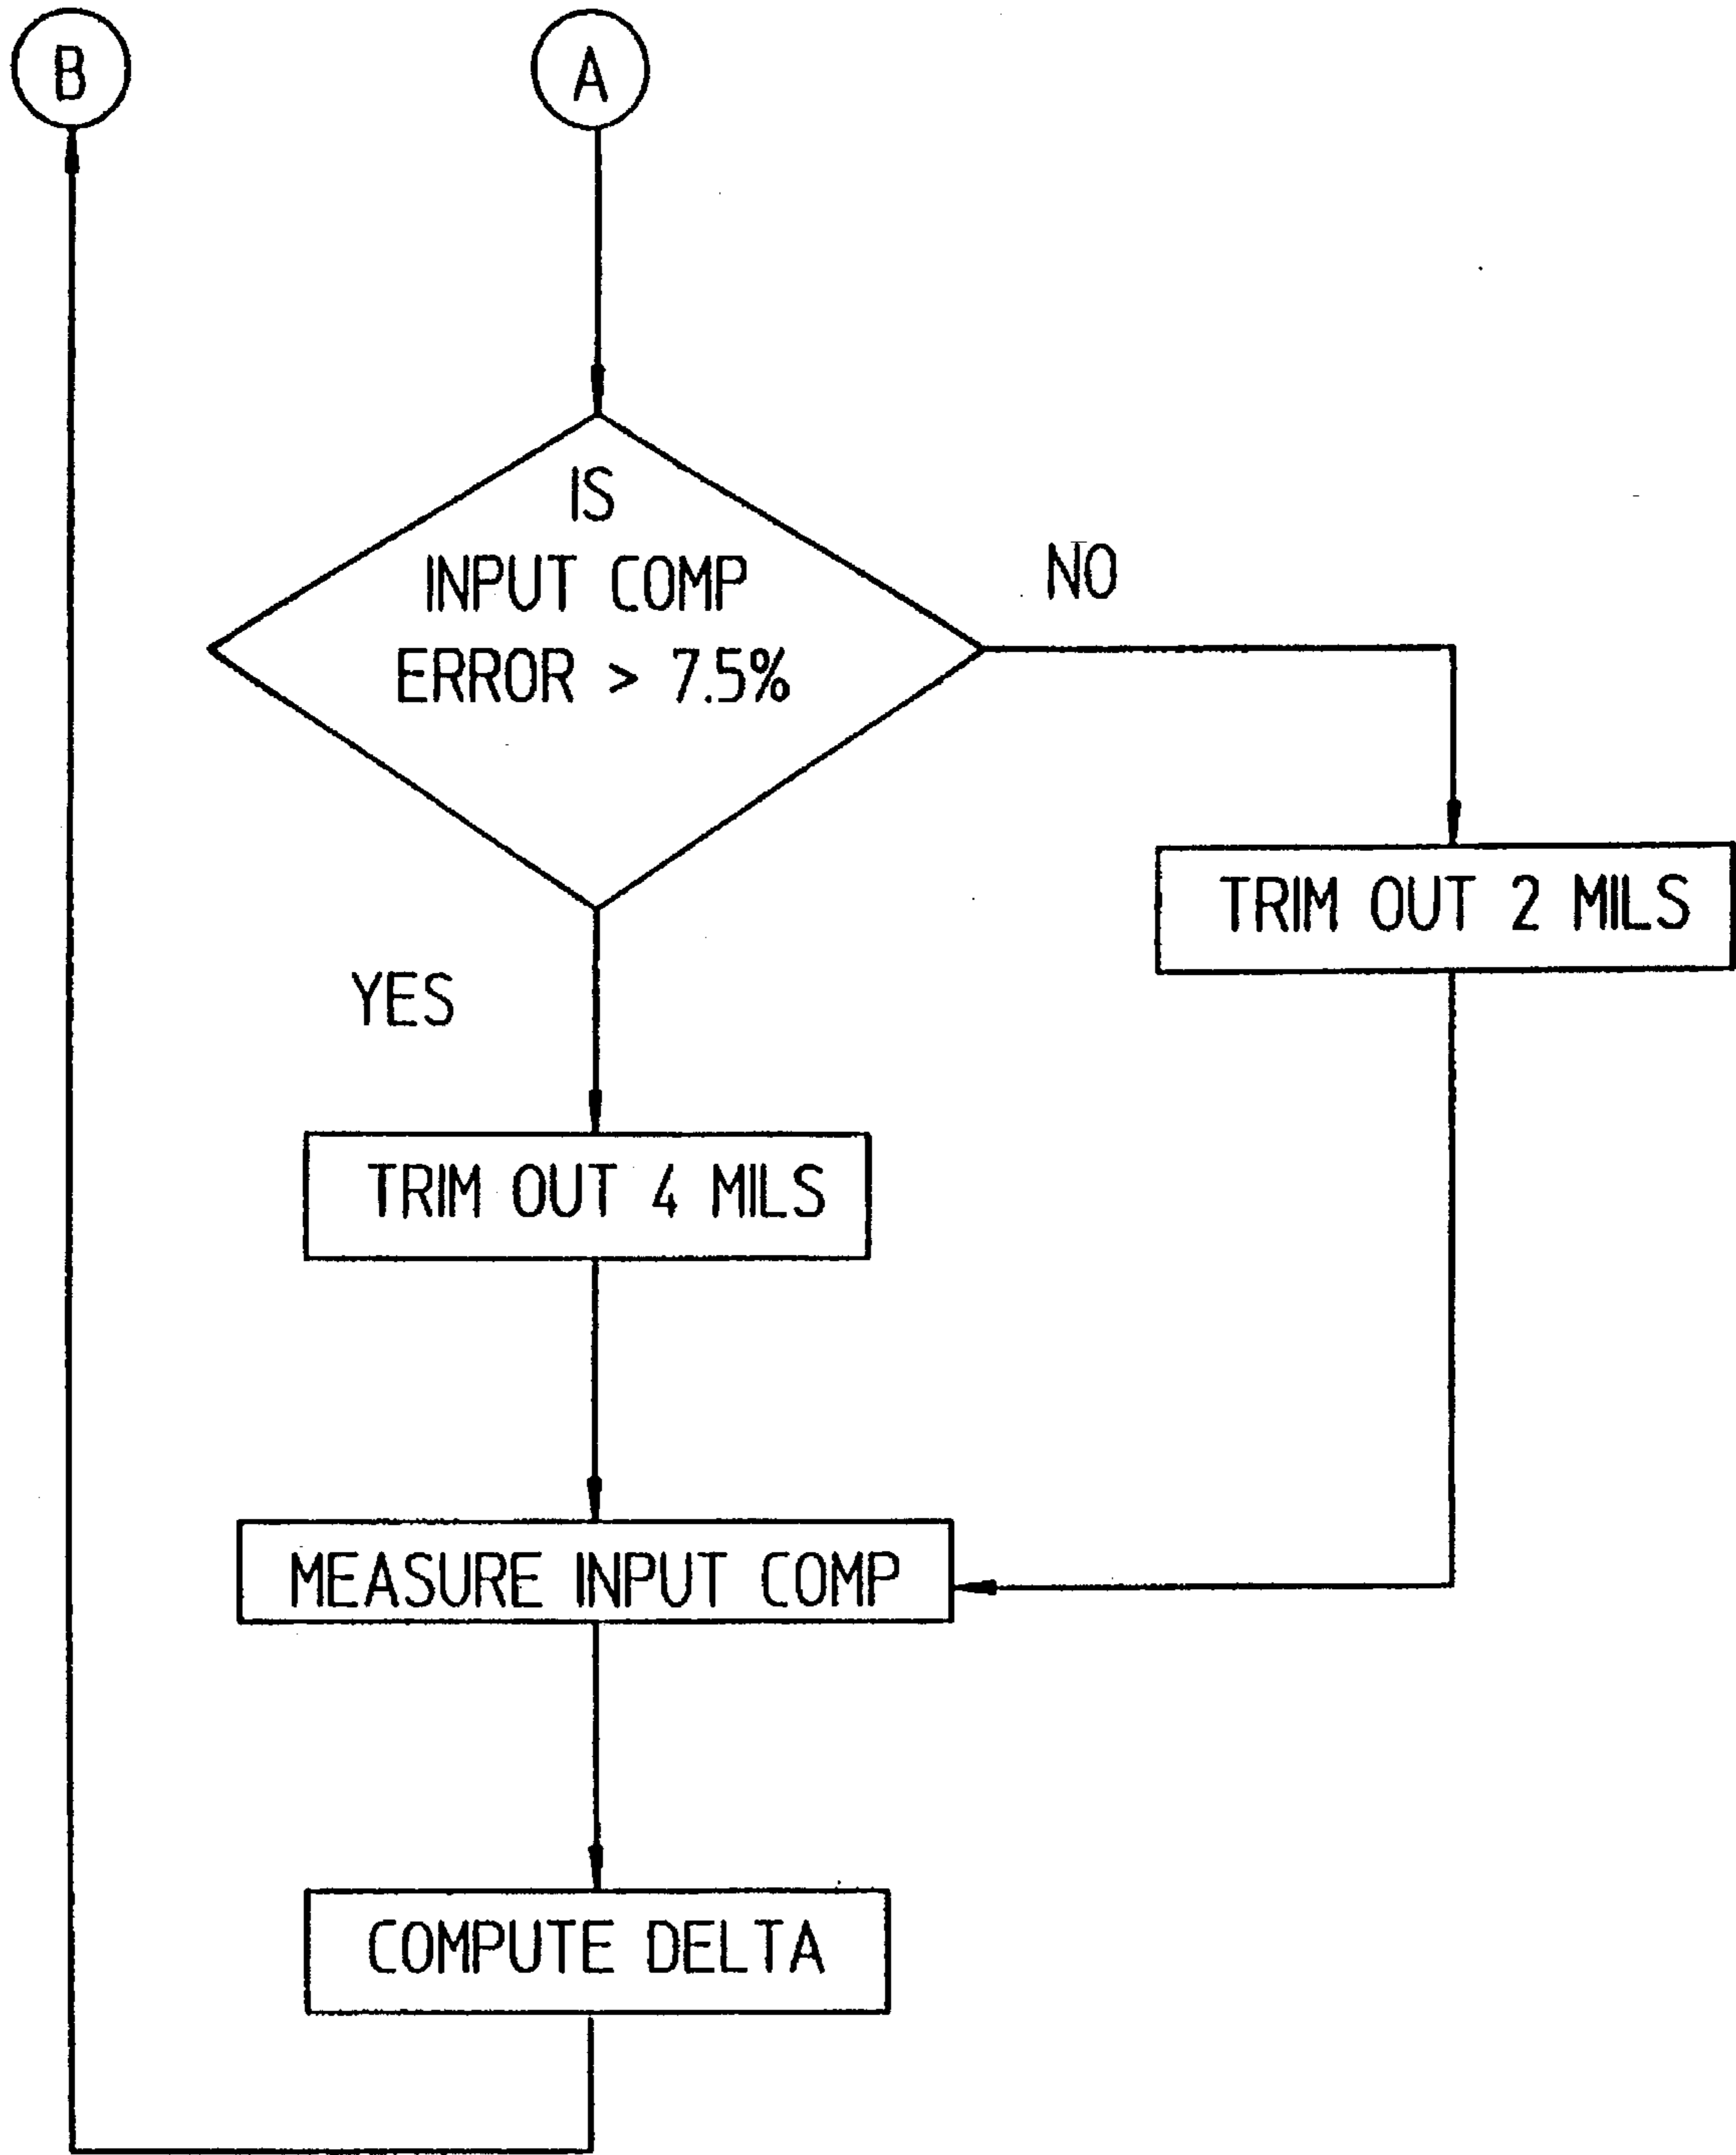 B
A
IS
INPUT COMP
ERROR > 7.5%
NO
TRIM OUT 2 MILS
YES
TRIM OUT 4 MILS
MEASURE INPUT COMP
COMPUTE DELTA